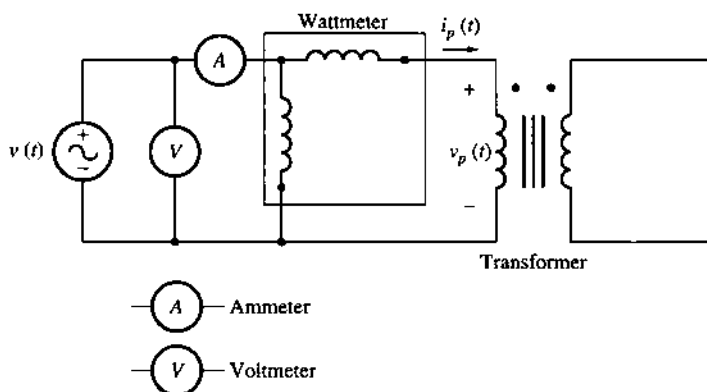 Wattmeter
i_p (t)
A
+
v (t)
+
−
V
v_p (t)
−
Transformer
A
Ammeter
V
Voltmeter